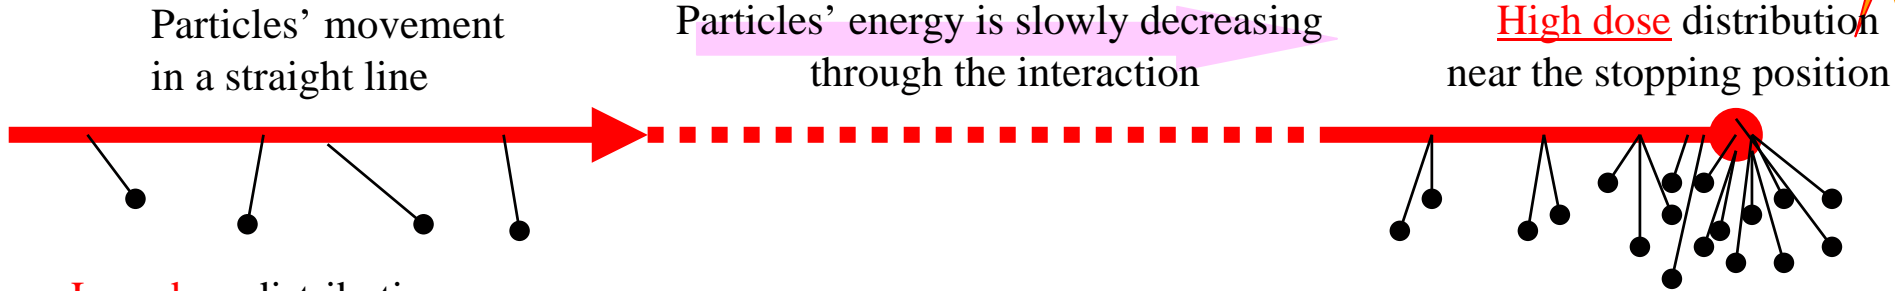 Particles’ movement
in a straight line
Particles’ energy is slowly decreasing
through the interaction
High dose distribution
near the stopping position